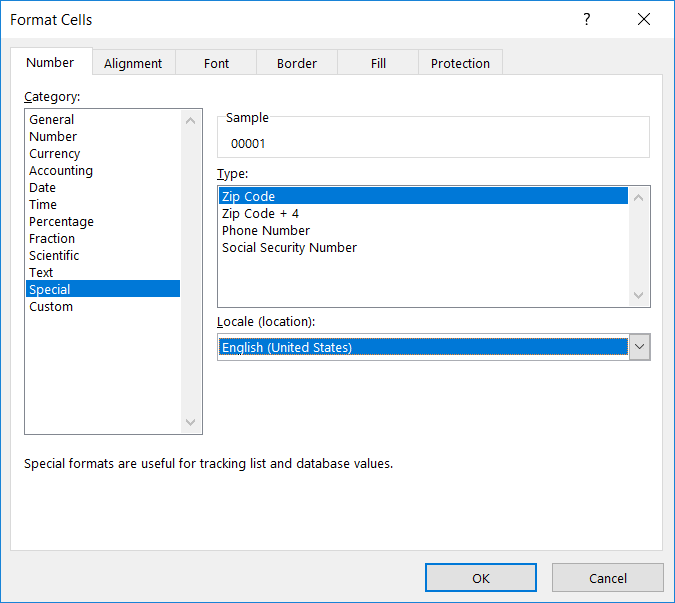 Format Cells
?
Number Alignment Font Border Fill Protection
Category:
General
Number
Currency
Accounting
Date
Time
Percentage
Fraction
Scientific
Text
Special
Custom
Sample
00001
Type:
Zip Code
Zip Code + 4
Phone Number
Social Security Number
Locale (location):
English (United States)
Special formats are useful for tracking list and database values.
OK Cancel